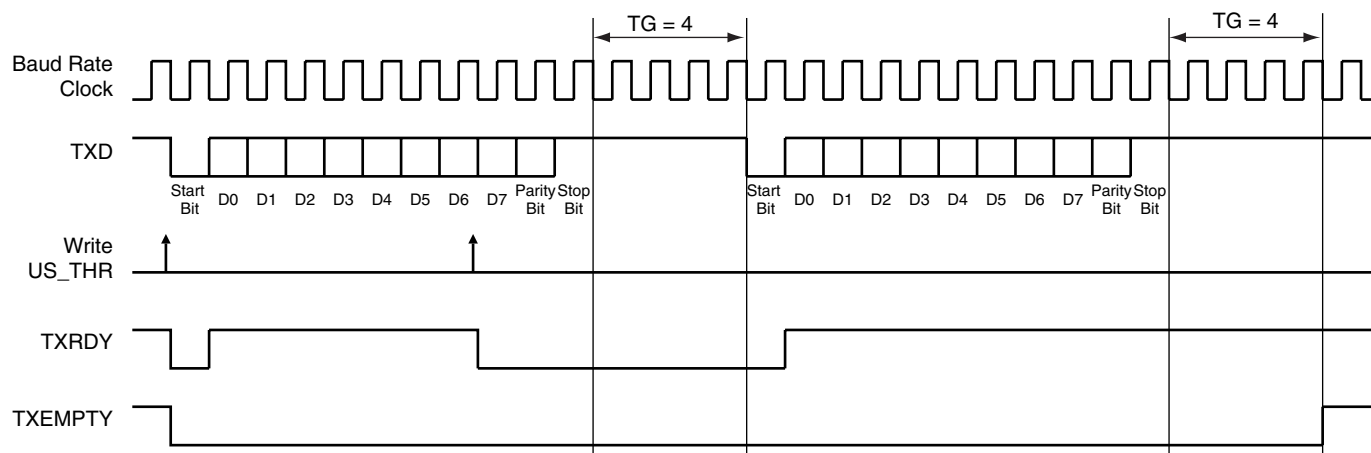 TG = 4
TG = 4
Baud Rate
Clock
TXD
Start
Bit
D0
D1
D2
D3
D4
D5
D6
D7
Parity
Bit
Stop
Bit
Start
Bit
D0
D1
D2
D3
D4
D5
D6
D7
Parity
Bit
Stop
Bit
Write
US_THR
TXRDY
TXEMPTY